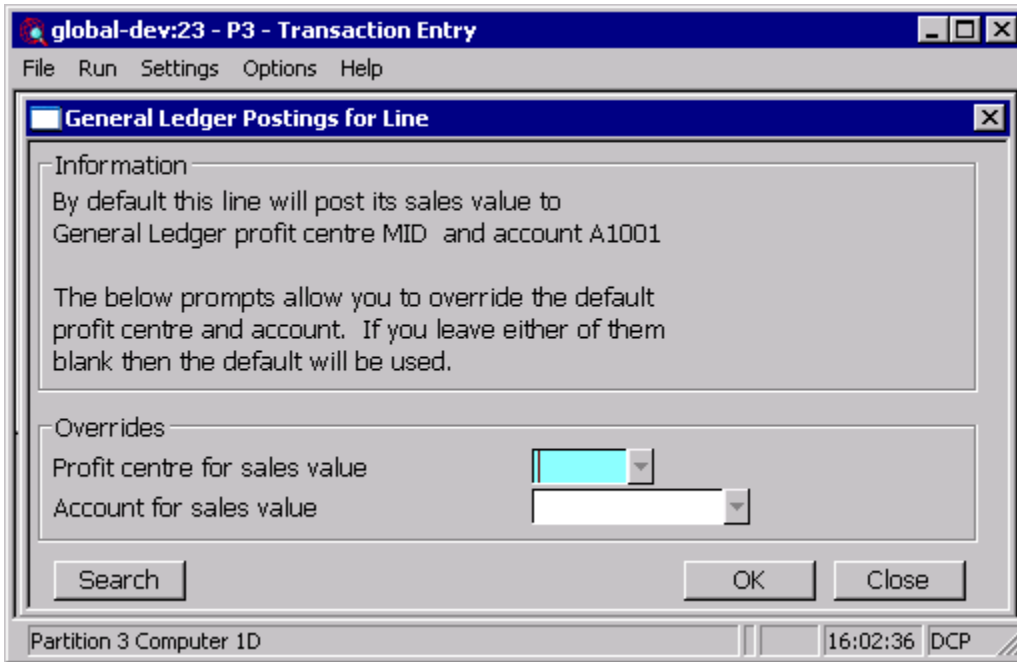 global-dev:23 - P3 - Transaction Entry
File Run Settings Options Help
General Ledger Postings for Line
Information
By default this line will post its sales value to
General Ledger profit centre MID and account A1001
The below prompts allow you to override the default
profit centre and account. If you leave either of them
blank then the default will be used.
Overrides
Profit centre for sales value
Account for sales value
Search OK Close
Partition 3 Computer 1D 16:02:36 DCP